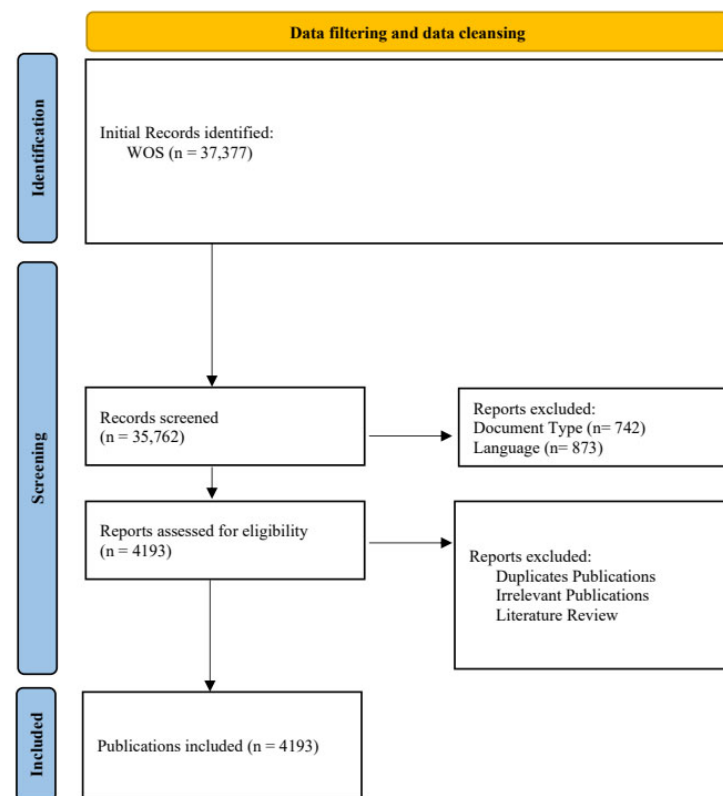 Data filtering and data cleansing
Identification
Initial Records identified:
WOS (n = 37,377)
Screening
Records screened
(n = 35,762)
Reports excluded:
Document Type (n= 742)
Language (n= 873)
Reports assessed for eligibility
(n = 4193)
Reports excluded:
Duplicates Publications
Irrelevant Publications
Literature Review
Included
Publications included (n = 4193)